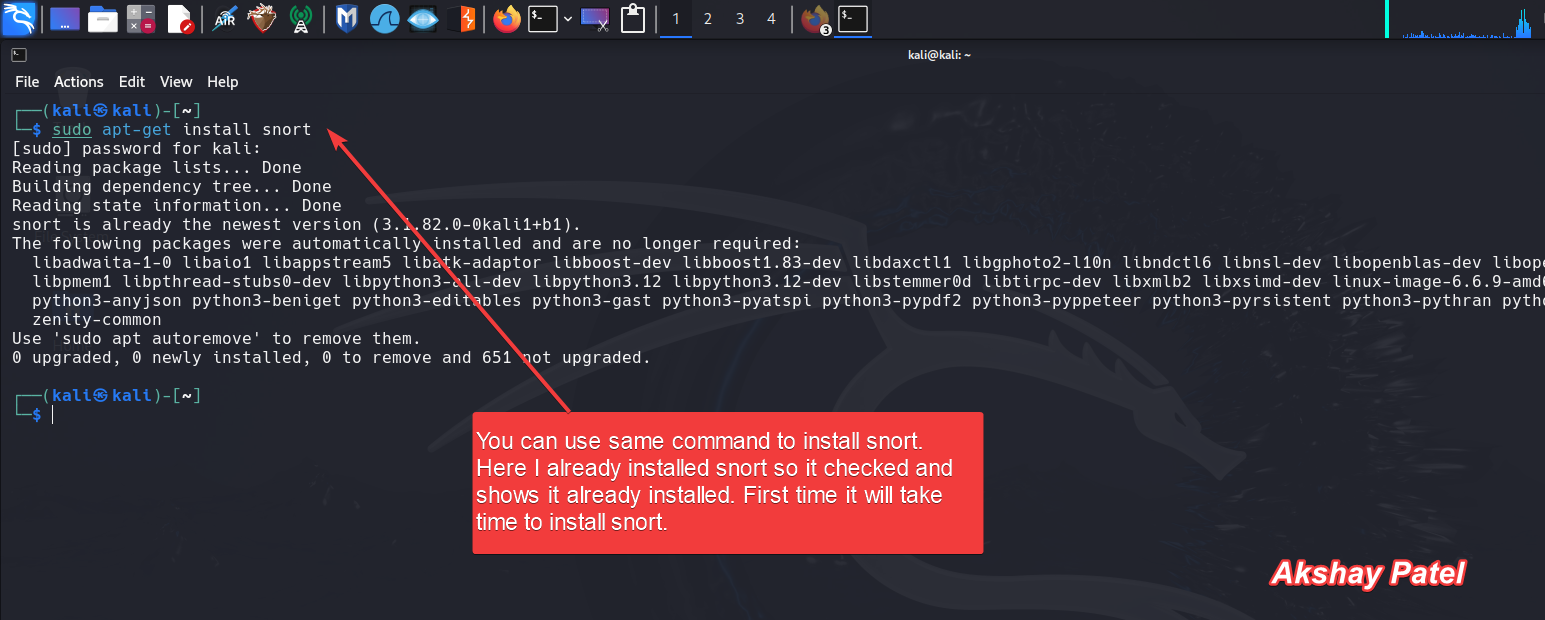 1 2 3 4
3
kali@kali: ~
File Actions Edit View Help
(kali㉿kali)-[~]
$ sudo apt-get install snort
[sudo] password for kali:
Reading package lists... Done
Building dependency tree... Done
Reading state information... Done
snort is already the newest version (3.1.82.0-0kali1+b1).
The following packages were automatically installed and are no longer required:
libadwaita-1-0 libaio1 libappstream5 libatk-adaptor libboost-dev libboost1.83-dev libdaxctl1 libgphoto2-l10n libndctl6 libnsl-dev libopenblas-dev libope
libpmem1 libpthread-stubs0-dev libpython3-all-dev libpython3.12 libpython3.12-dev libstemmer0d libtirpc-dev libxmlb2 libxsimd-dev linux-image-6.6.9-amd6
python3-anyjson python3-beniget python3-editables python3-gast python3-pyatspi python3-pypdf2 python3-pyppeteer python3-pyrsistent python3-pythran pytho
zenity-common
Use 'sudo apt autoremove' to remove them.
0 upgraded, 0 newly installed, 0 to remove and 651 not upgraded.
(kali㉿kali)-[~]
$
You can use same command to install snort.
Here I already installed snort so it checked and
shows it already installed. First time it will take
time to install snort.
Akshay Patel